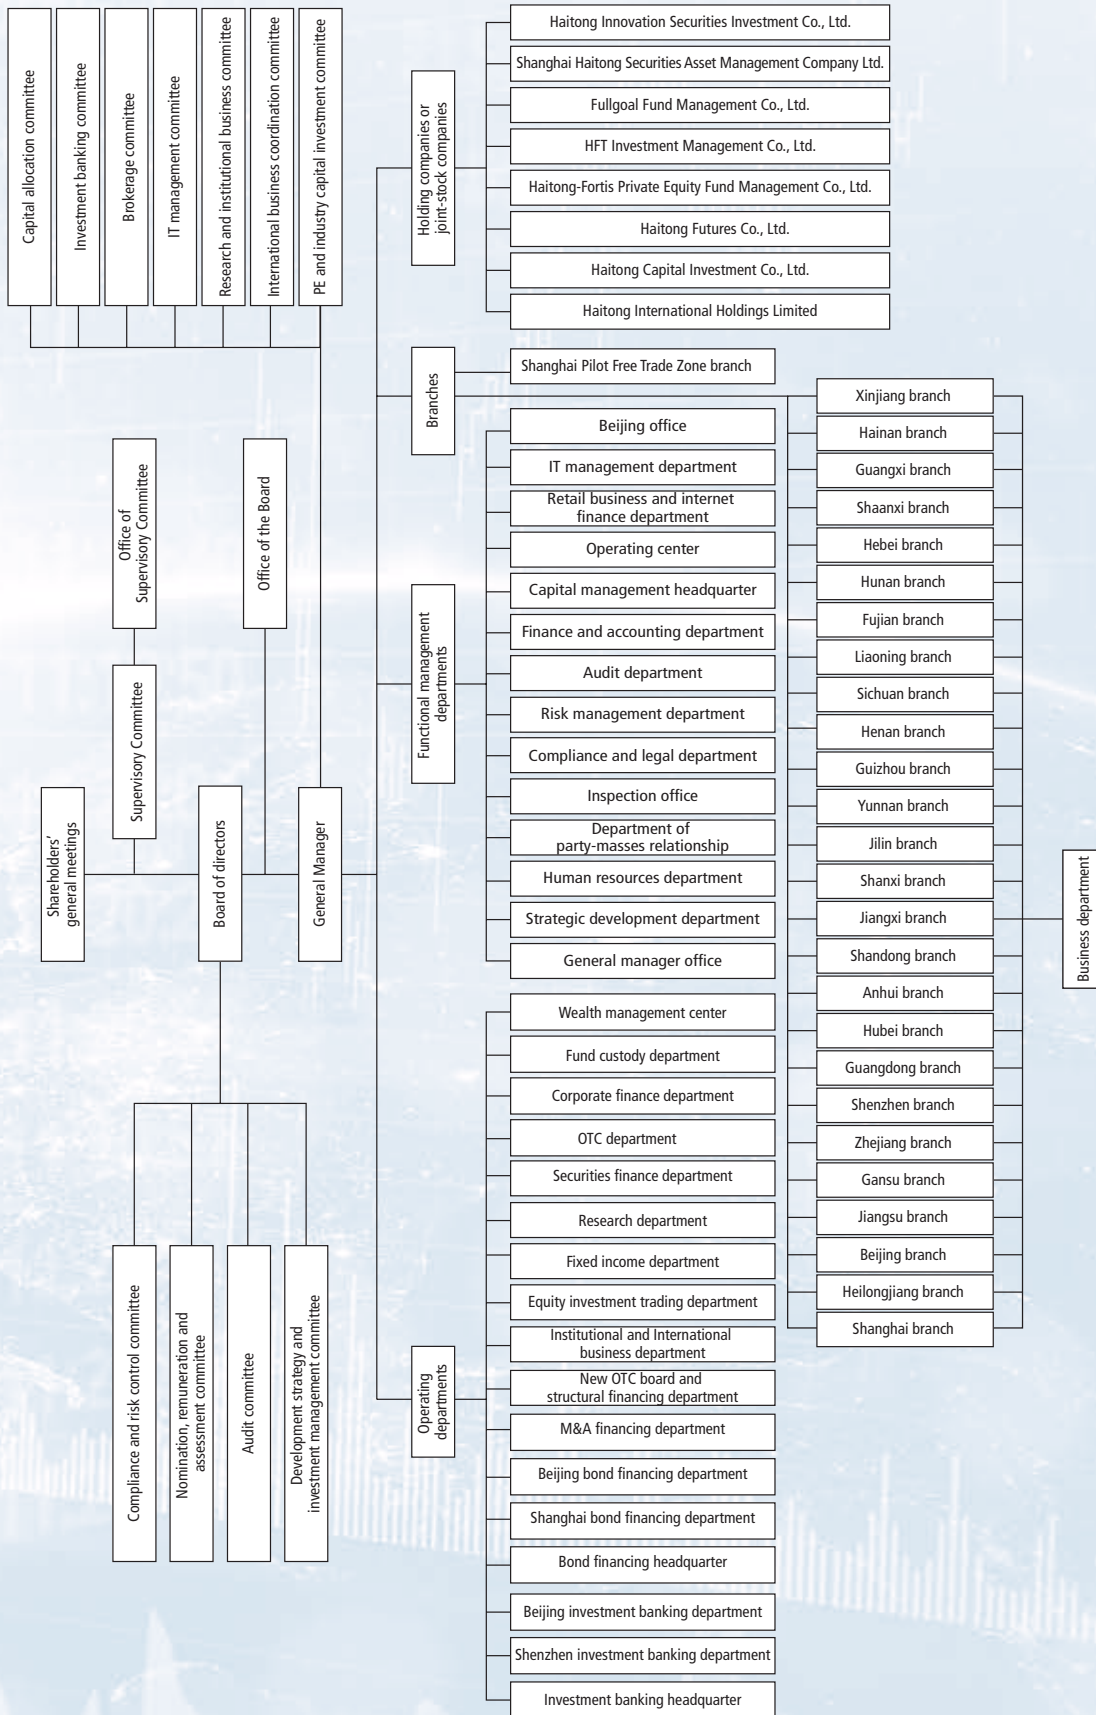 Capital allocation committee
Investment banking committee
Brokerage committee
IT management committee
Research and institutional business committee
International business coordination committee
PE and industry capital investment committee
Office of
Supervisory Committee
Office of the Board
Supervisory Committee
Shareholders'
general meetings
Board of directors
General Manager
Compliance and risk control committee
Nomination, remuneration and
assessment committee
Audit committee
Development strategy and
investment management committee
Holding companies or
joint-stock companies
Haitong Innovation Securities Investment Co., Ltd.
Shanghai Haitong Securities Asset Management Company Ltd.
Fullgoal Fund Management Co., Ltd.
HFT Investment Management Co., Ltd.
Haitong-Fortis Private Equity Fund Management Co., Ltd.
Haitong Futures Co., Ltd.
Haitong Capital Investment Co., Ltd.
Haitong International Holdings Limited
Branches
Shanghai Pilot Free Trade Zone branch
Functional management
departments
Beijing office
IT management department
Retail business and internet
finance department
Operating center
Capital management headquarter
Finance and accounting department
Audit department
Risk management department
Compliance and legal department
Inspection office
Department of
party-masses relationship
Human resources department
Strategic development department
General manager office
Operating
departments
Wealth management center
Fund custody department
Corporate finance department
OTC department
Securities finance department
Research department
Fixed income department
Equity investment trading department
Institutional and International
business department
New OTC board and
structural financing department
M&A financing department
Beijing bond financing department
Shanghai bond financing department
Bond financing headquarter
Beijing investment banking department
Shenzhen investment banking department
Investment banking headquarter
Xinjiang branch
Hainan branch
Guangxi branch
Shaanxi branch
Hebei branch
Hunan branch
Fujian branch
Liaoning branch
Sichuan branch
Henan branch
Guizhou branch
Yunnan branch
Jilin branch
Shanxi branch
Jiangxi branch
Shandong branch
Anhui branch
Hubei branch
Guangdong branch
Shenzhen branch
Zhejiang branch
Gansu branch
Jiangsu branch
Beijing branch
Heilongjiang branch
Shanghai branch
Business department